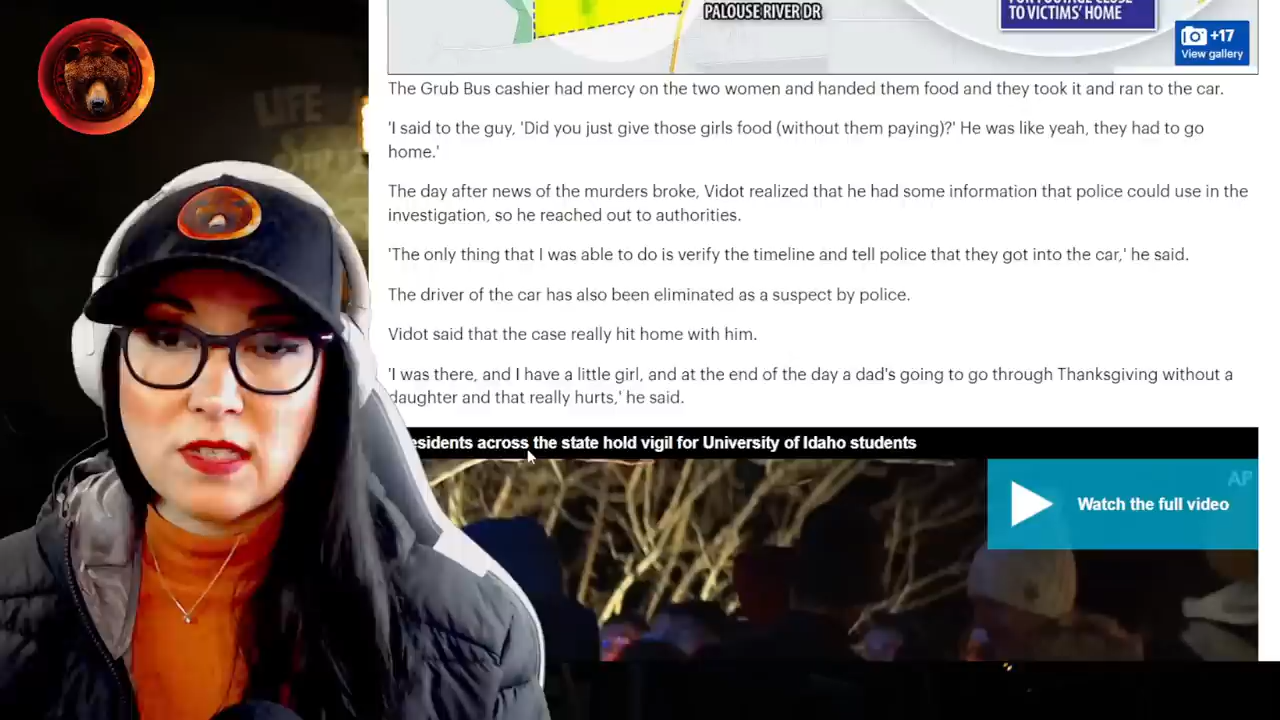 PALOUSE RIVER DR
TO VICTIMS' HOME
+17
View gallery
The Grub Bus cashier had mercy on the two women and handed them food and they took it and ran to the car.
'I said to the guy, 'Did you just give those girls food (without them paying)?' He was like yeah, they had to go
home.'
The day after news of the murders broke, Vidot realized that he had some information that police could use in the
investigation, so he reached out to authorities.
'The only thing that I was able to do is verify the timeline and tell police that they got into the car,' he said.
The driver of the car has also been eliminated as a suspect by police.
Vidot said that the case really hit home with him.
'I was there, and I have a little girl, and at the end of the day a dad's going to go through Thanksgiving without a
daughter and that really hurts,' he said.
esidents across the state hold vigil for University of Idaho students
AP
Watch the full video
LIFE